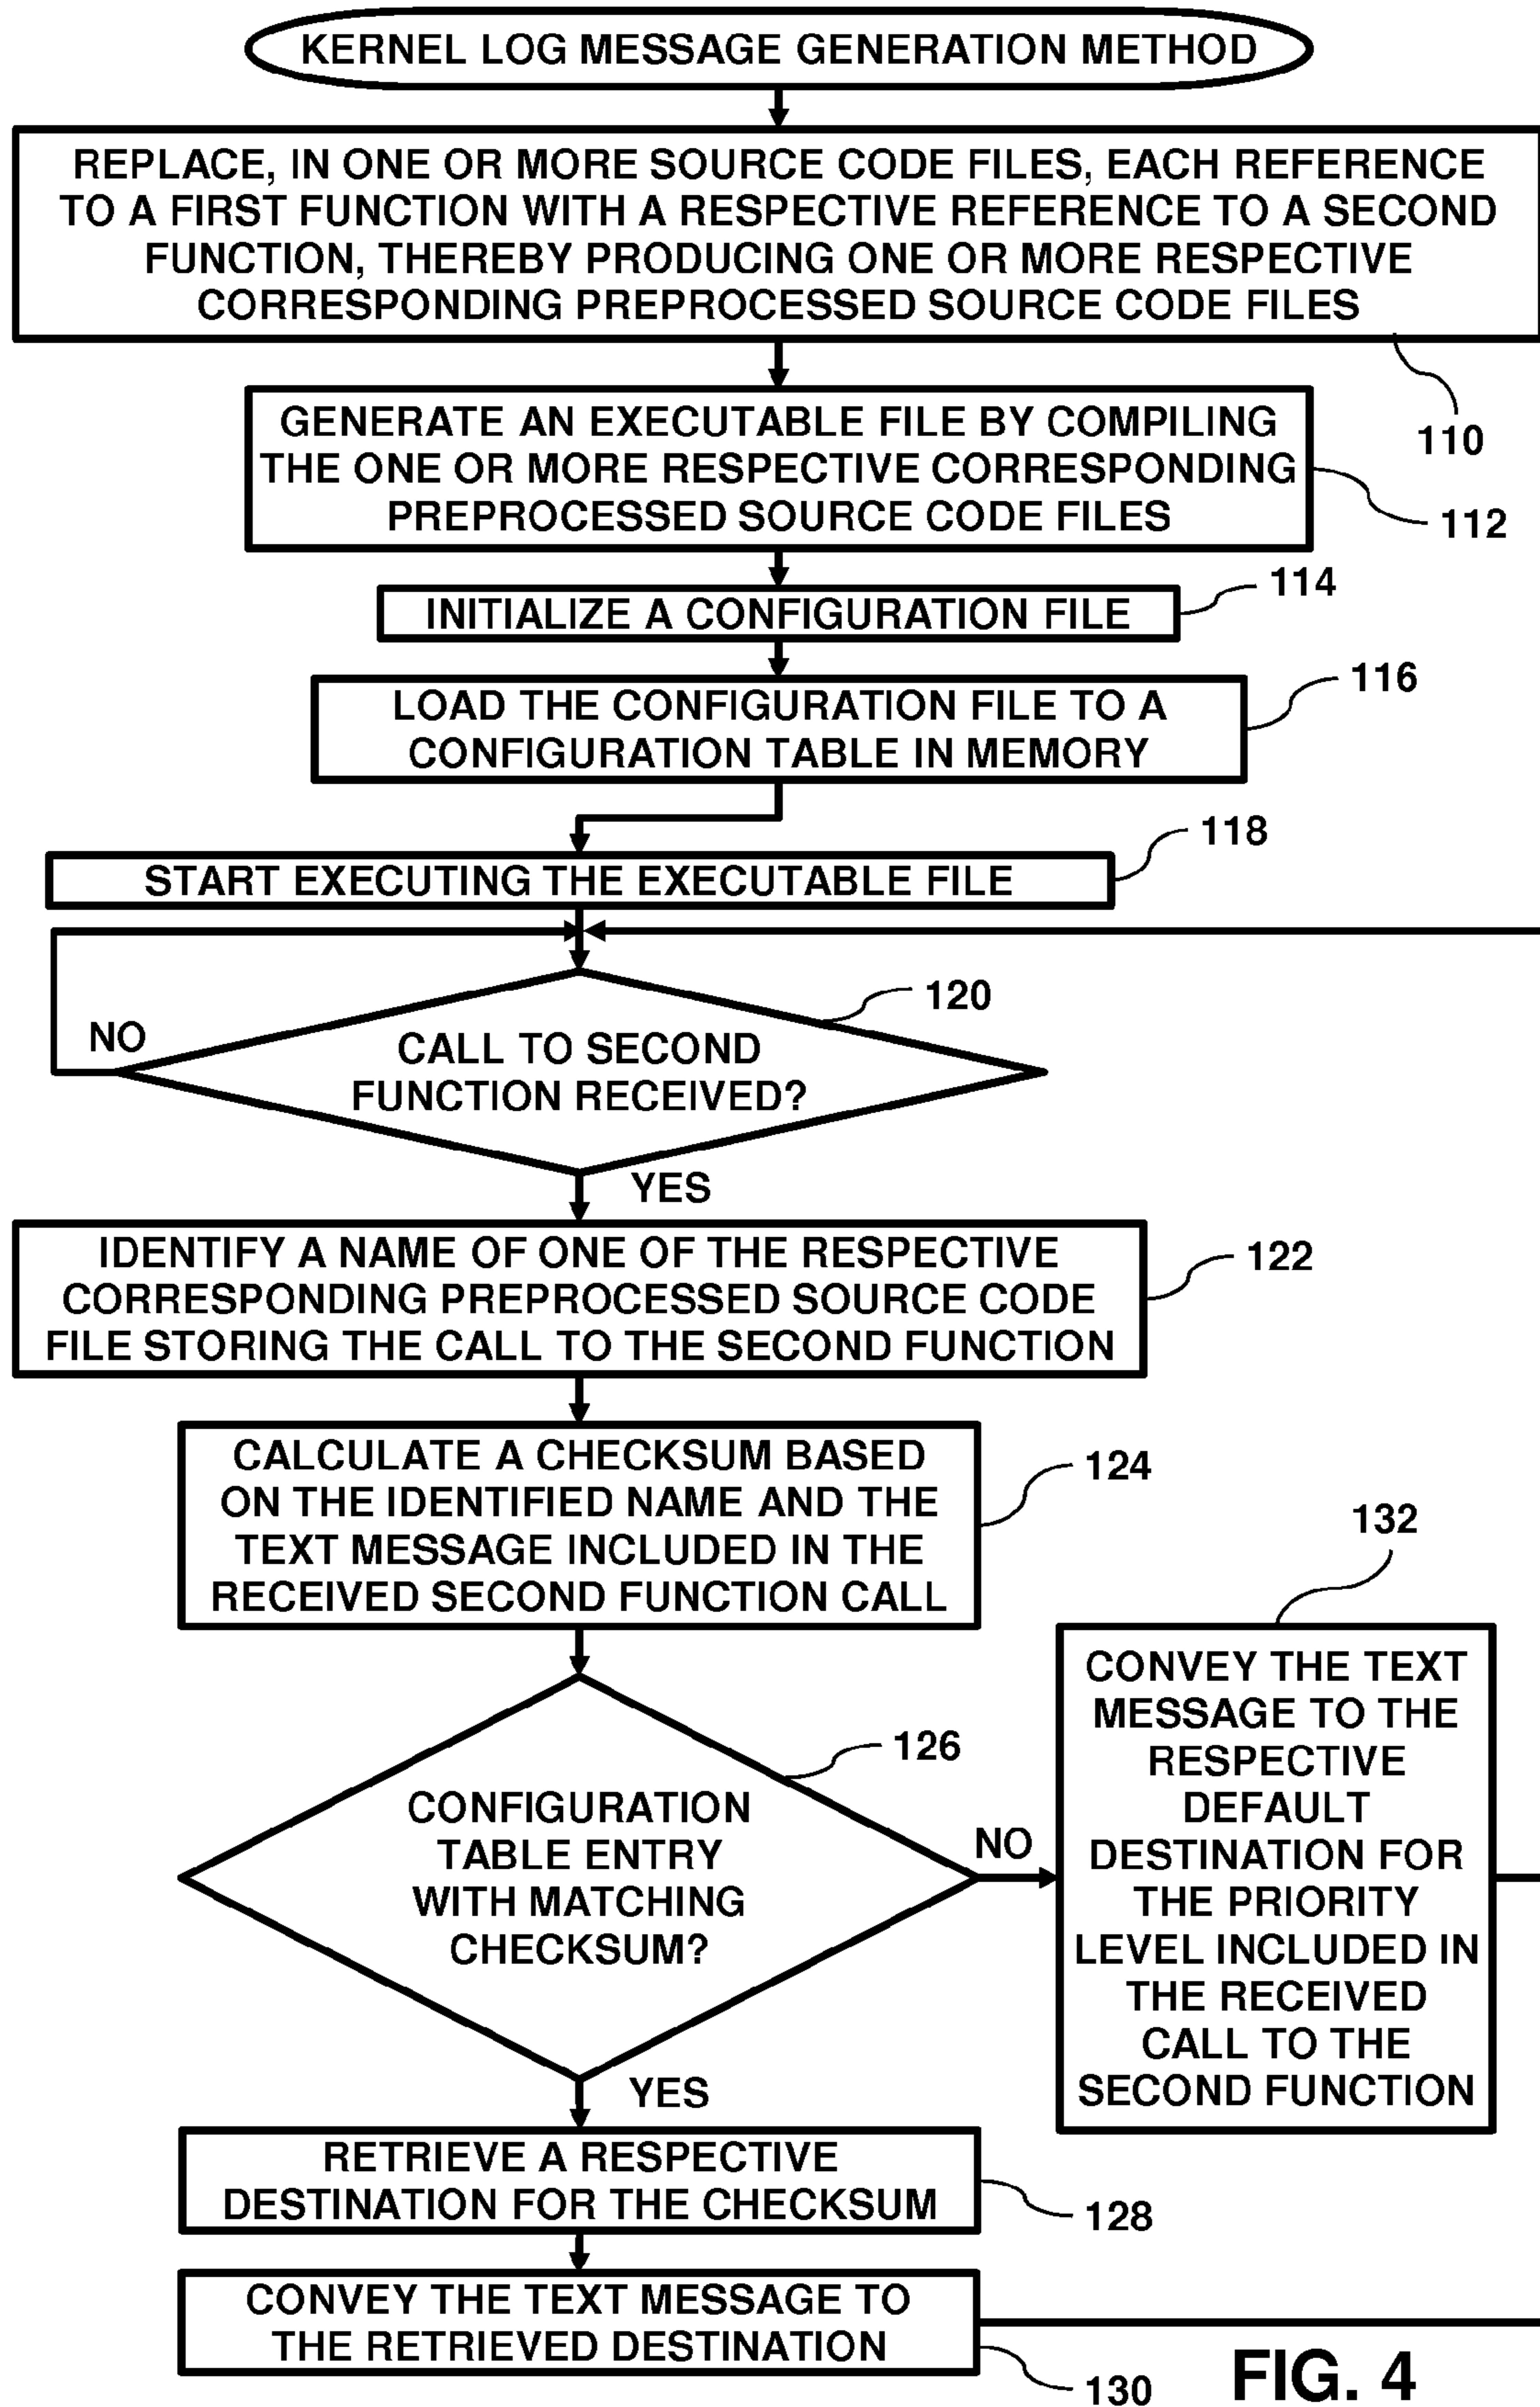 KERNEL LOG MESSAGE GENERATION METHOD
REPLACE, IN ONE OR MORE SOURCE CODE FILES, EACH REFERENCE
TO A FIRST FUNCTION WITH A RESPECTIVE REFERENCE TO A SECOND
FUNCTION, THEREBY PRODUCING ONE OR MORE RESPECTIVE
CORRESPONDING PREPROCESSED SOURCE CODE FILES
110
GENERATE AN EXECUTABLE FILE BY COMPILING
THE ONE OR MORE RESPECTIVE CORRESPONDING
PREPROCESSED SOURCE CODE FILES
112
INITIALIZE A CONFIGURATION FILE
114
LOAD THE CONFIGURATION FILE TO A
CONFIGURATION TABLE IN MEMORY
116
START EXECUTING THE EXECUTABLE FILE
118
CALL TO SECOND
FUNCTION RECEIVED?
120
NO
YES
IDENTIFY A NAME OF ONE OF THE RESPECTIVE
CORRESPONDING PREPROCESSED SOURCE CODE
FILE STORING THE CALL TO THE SECOND FUNCTION
122
CALCULATE A CHECKSUM BASED
ON THE IDENTIFIED NAME AND THE
TEXT MESSAGE INCLUDED IN THE
RECEIVED SECOND FUNCTION CALL
124
CONFIGURATION
TABLE ENTRY
WITH MATCHING
CHECKSUM?
126
NO
132
CONVEY THE TEXT
MESSAGE TO THE
RESPECTIVE
DEFAULT
DESTINATION FOR
THE PRIORITY
LEVEL INCLUDED IN
THE RECEIVED
CALL TO THE
SECOND FUNCTION
YES
RETRIEVE A RESPECTIVE
DESTINATION FOR THE CHECKSUM
128
CONVEY THE TEXT MESSAGE TO
THE RETRIEVED DESTINATION
130
FIG. 4